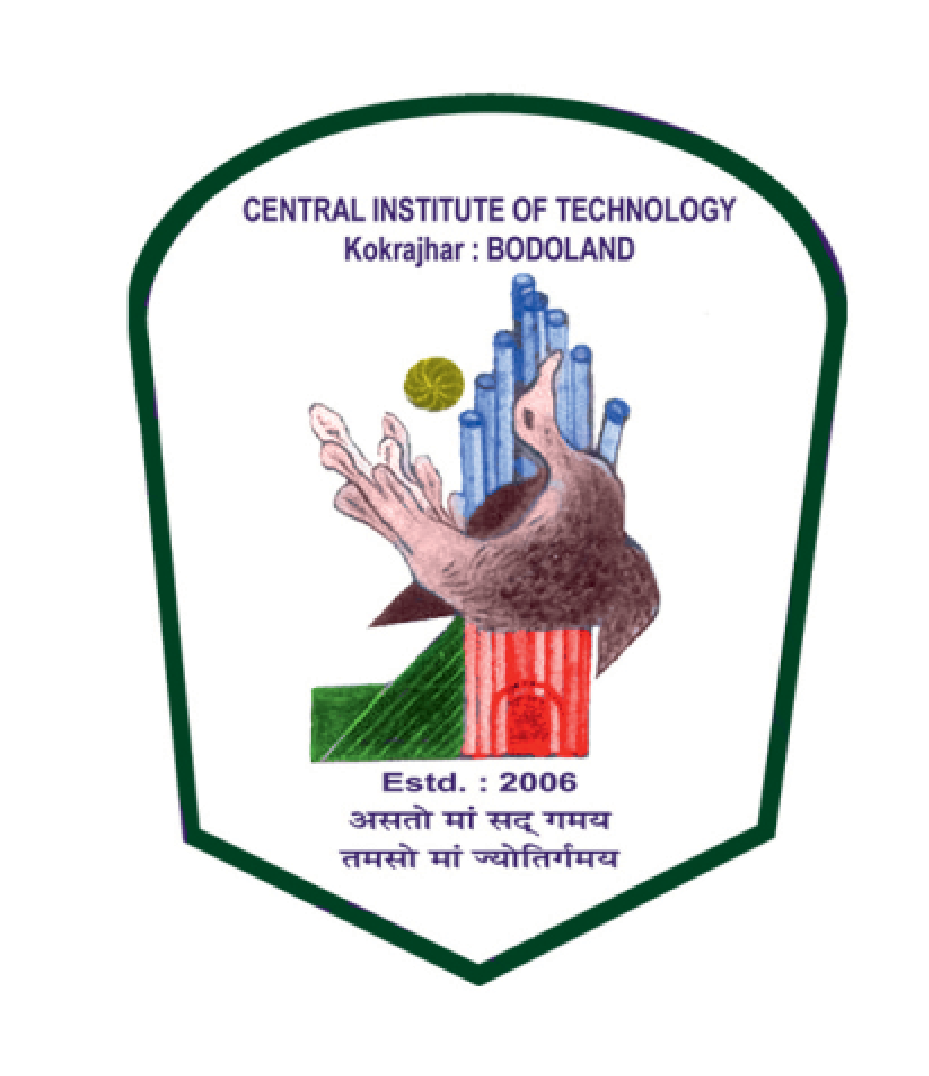 CENTRAL INSTITUTE OF TECHNOLOGY
Kokrajhar : BODOLAND
Estd. : 2006
असतो मां सद् गमय
तमसो मां ज्योतिर्गमय